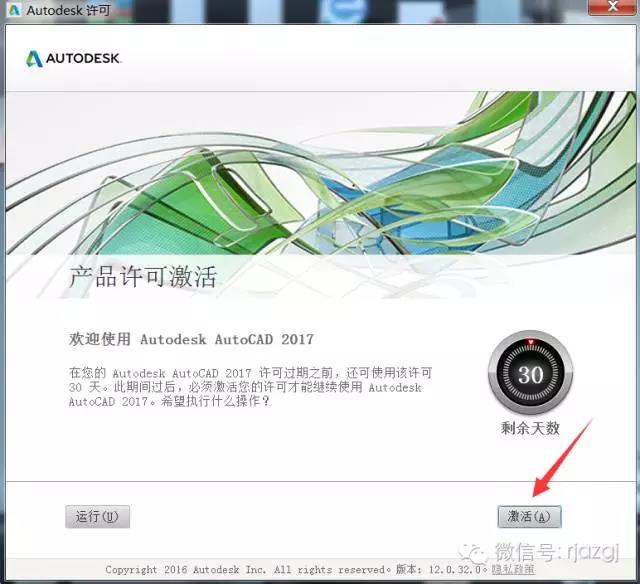 Autodesk 许可
AUTODESK.
产品许可激活
欢迎使用 Autodesk AutoCAD 2017
在您的 Autodesk AutoCAD 2017 许可过期之前，还可使用该许可
30 天。此期间过后，必须激活您的许可才能继续使用 Autodesk
AutoCAD 2017。希望执行什么操作？
30
剩余天数
运行(U)
激活(A)
微信号: rjazgj
Copyright 2016 Autodesk Inc. All rights reserved。版本: 12.0.32.0。隐私政策